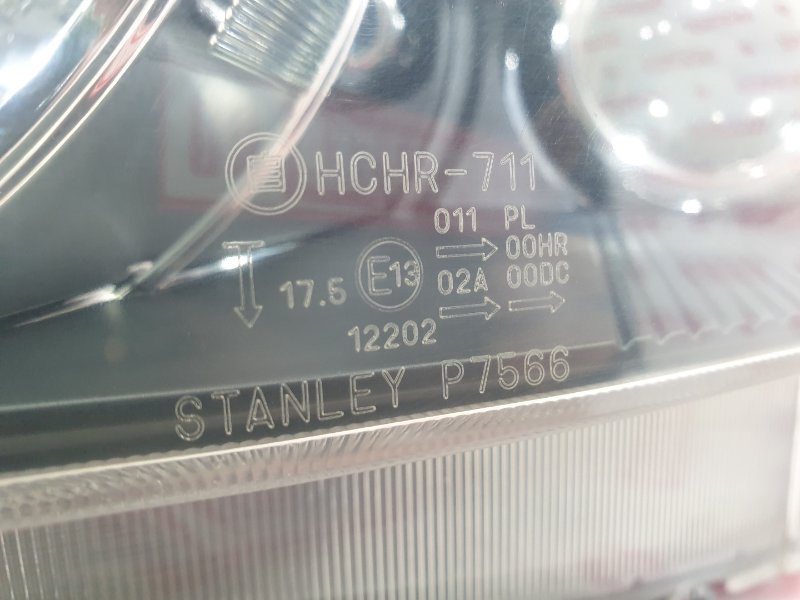 HCHR-711
011 PL
00HR
17.5 E13 02A 00DC
12202
STANLEY P7566